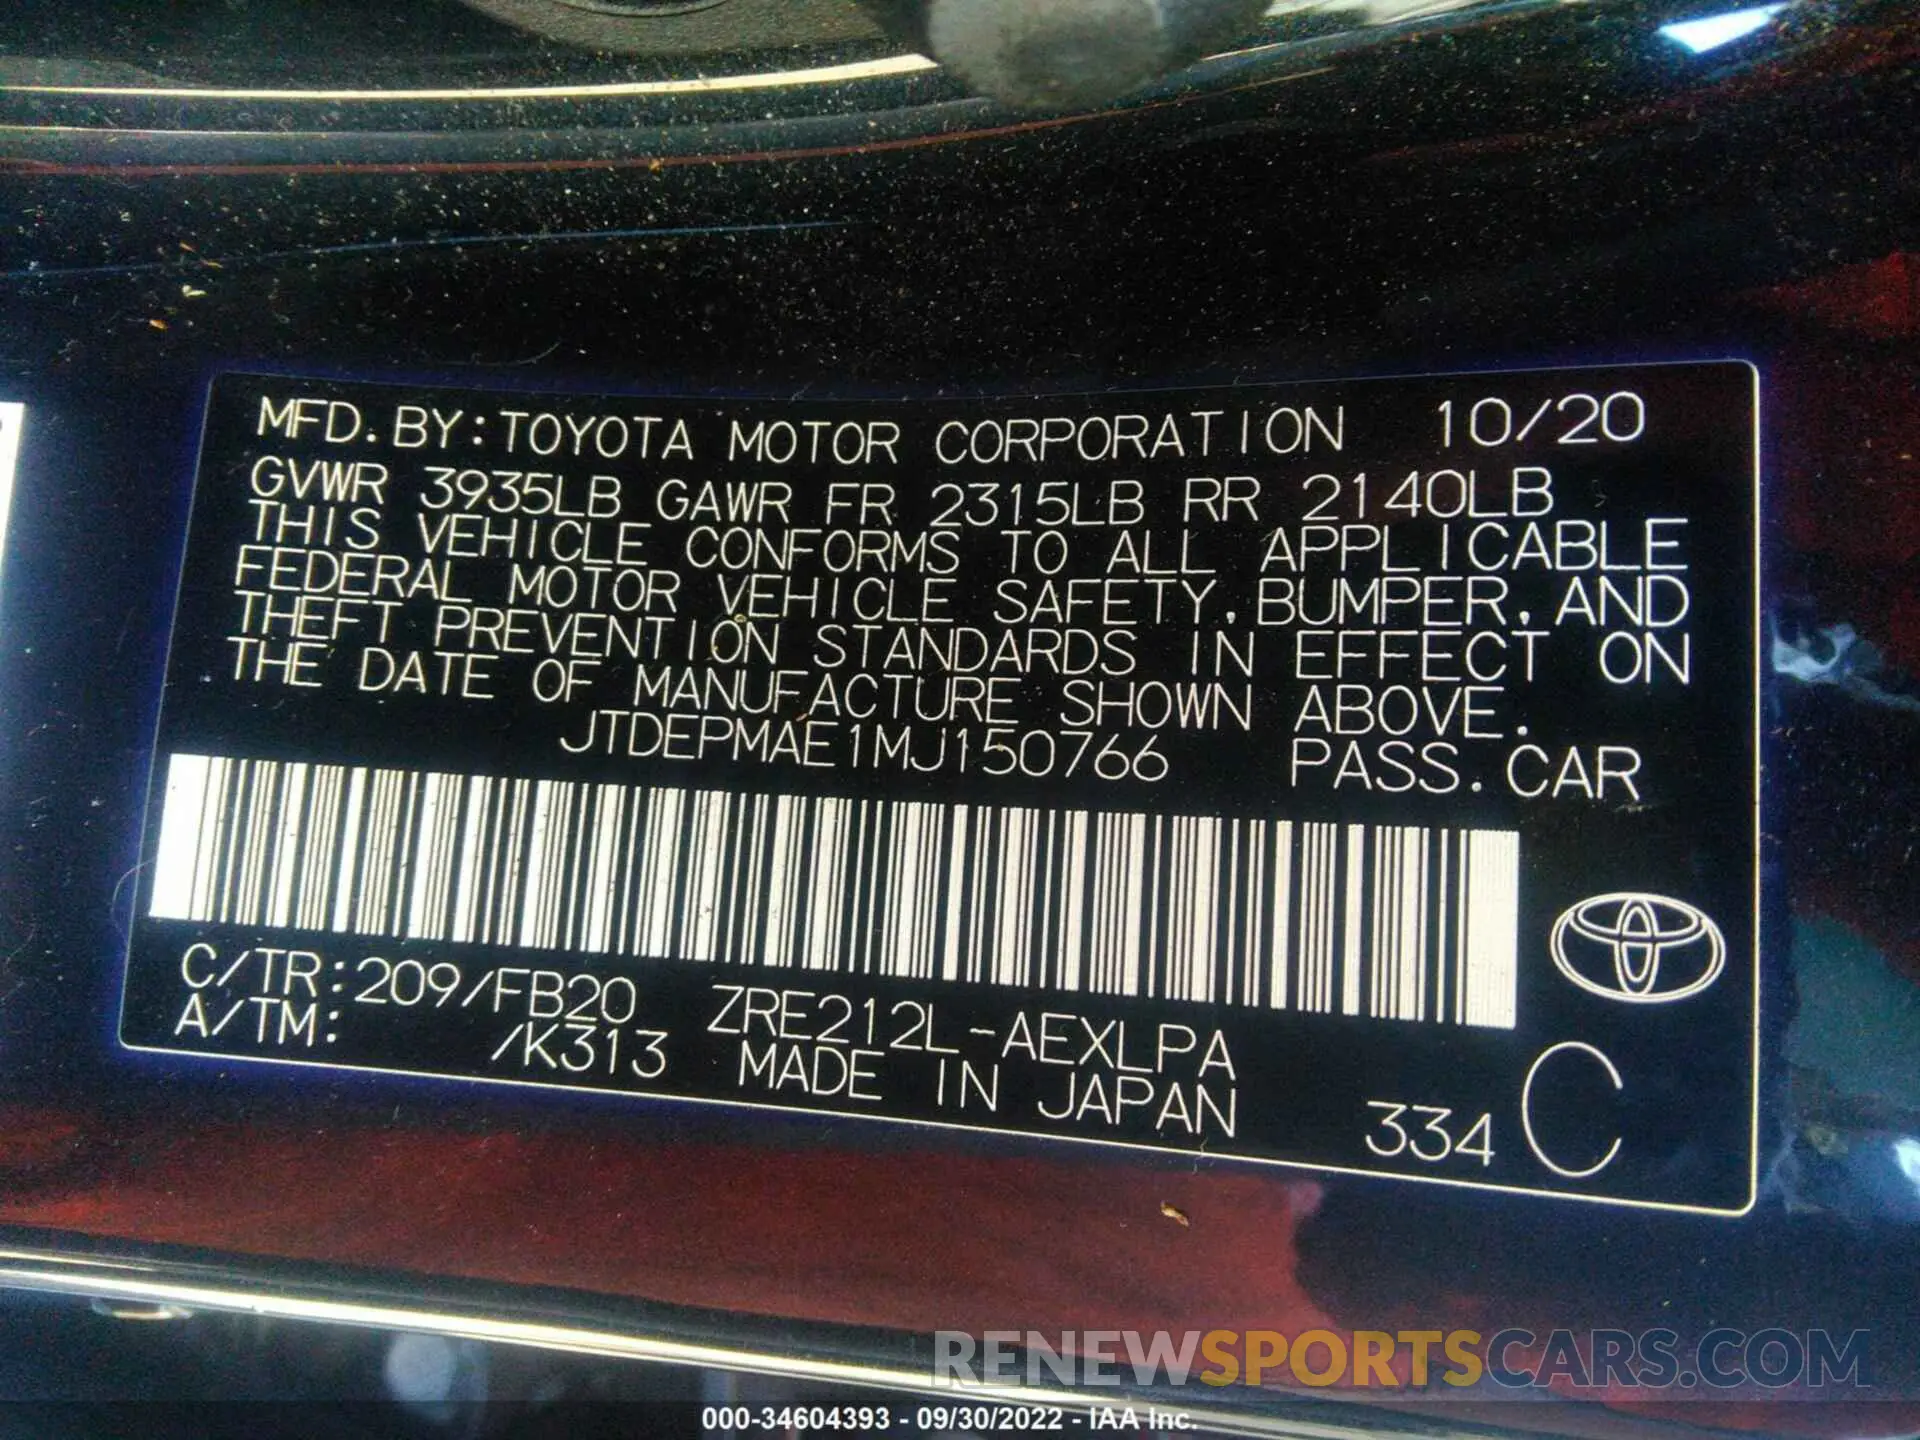 MFD. BY: TOYOTA MOTOR CORPORATION 10/20
GVWR 3935LB GAWR FR 2315LB RR 2140LB
THIS VEHICLE CONFORMS TO ALL APPLICABLE
FEDERAL MOTOR VEHICLE SAFETY, BUMPER, AND
THEFT PREVENTION STANDARDS IN EFFECT ON
THE DATE OF MANUFACTURE SHOWN ABOVE.
JTDEPMAE1MJ150766 PASS. CAR
C/TR: 209/FB20 ZRE212L-AEXLPA
A/TM: /K313 MADE IN JAPAN
334 C
RENEWSPORTSCARS.COM
000-34604393 - 09/30/2022 - IAA Inc.